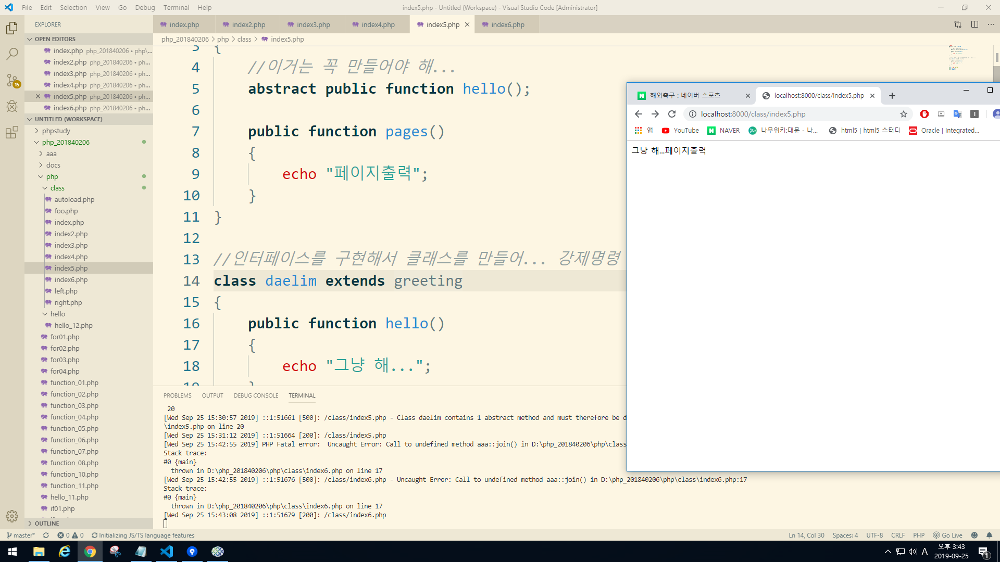 File Edit Selection View Go Debug Terminal Help
index5.php - Untitled (Workspace) - Visual Studio Code [Administrator]
EXPLORER
OPEN EDITORS
index.php php_201840206 • php\...
index2.php php_201840206 • ph...
index3.php php_201840206 • ph...
index4.php php_201840206 • ph...
index5.php php_201840206 • ph...
index6.php php_201840206 • ph...
UNTITLED (WORKSPACE)
phpstudy
php_201840206
aaa
docs
php
class
autoload.php
foo.php
index.php
index2.php
index3.php
index4.php
index5.php
index6.php
left.php
right.php
hello
hello_12.php
for01.php
for02.php
for03.php
for04.php
function_01.php
function_02.php
function_03.php
function_04.php
function_05.php
function_06.php
function_07.php
function_08.php
function_10.php
function_11.php
hello_11.php
if01.php
OUTLINE
index.php index2.php index3.php index4.php index5.php index6.php
php_201840206 > php > class > index5.php
3 {
4 //이거는 꼭 만들어야 해...
5 abstract public function hello();
6
7 public function pages()
8 {
9 echo "페이지출력";
10 }
11 }
12
13 //인터페이스를 구현해서 클래스를 만들어... 강제명령
14 class daelim extends greeting
15 {
16 public function hello()
17 {
18 echo "그냥 해...";
19 }
PROBLEMS OUTPUT DEBUG CONSOLE TERMINAL
20
[Wed Sep 25 15:30:57 2019] ::1:51661 [500]: /class/index5.php - Class daelim contains 1 abstract method and must therefore be d
\index5.php on line 20
[Wed Sep 25 15:31:12 2019] ::1:51664 [200]: /class/index5.php
[Wed Sep 25 15:42:55 2019] PHP Fatal error:  Uncaught Error: Call to undefined method aaa::join() in D:\php_201840206\php\class
Stack trace:
#0 {main}
thrown in D:\php_201840206\php\class\index6.php on line 17
[Wed Sep 25 15:42:55 2019] ::1:51676 [500]: /class/index6.php - Uncaught Error: Call to undefined method aaa::join() in D:\php_201840206\php\class\index6.php:17
Stack trace:
#0 {main}
thrown in D:\php_201840206\php\class\index6.php on line 17
[Wed Sep 25 15:43:08 2019] ::1:51679 [200]: /class/index6.php
해외축구 : 네이버 스포츠
localhost:8000/class/index5.php
localhost:8000/class/index5.php
앱 YouTube NAVER 나무위키:대문 - 나... html5 | html5 스터디 Oracle | Integrated...
그냥 해...페이지출력
15
master* 0 0 Initializing JS/TS language features
Ln 14, Col 30 Spaces: 4 UTF-8 CRLF PHP Go Live
A
오후 3:43
2019-09-25
1